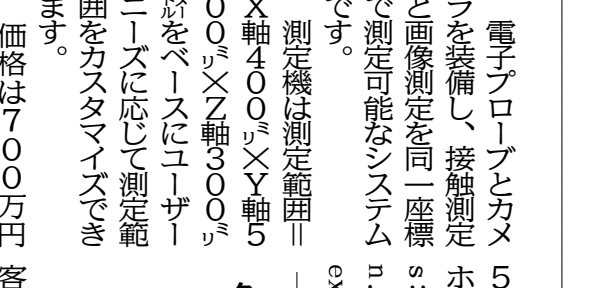 電子プローブとカメ
ラを装備し、接触測定
と画像測定を同一座標
で測定可能なシステム
です。
測定機は測定範囲＝
X軸400㍉×Y軸5
00㍉×Z軸300㍉
㌃をベースにユーザー
ニーズに応じて測定範
囲をカスタマイズでき
ます。
価格は700万円
5
ホ
s:
n.
ex
客